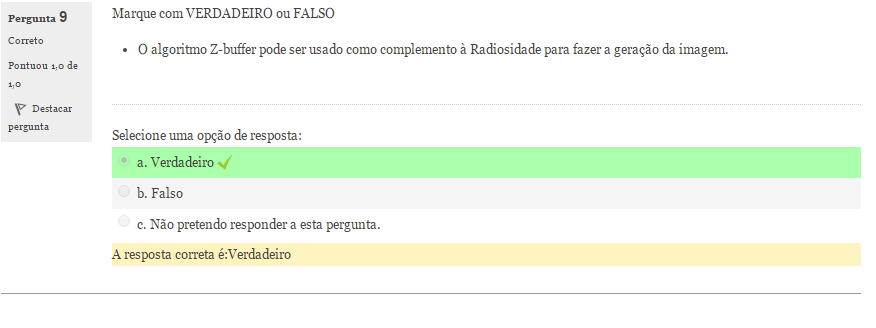 Pergunta 9
Correto
Pontuou 1,0 de
1,0
Destacar
pergunta
Marque com VERDADEIRO ou FALSO
• O algoritmo Z-buffer pode ser usado como complemento à Radiosidade para fazer a geração da imagem.
Selecione uma opção de resposta:
a. Verdadeiro
b. Falso
c. Não pretendo responder a esta pergunta.
A resposta correta é:Verdadeiro